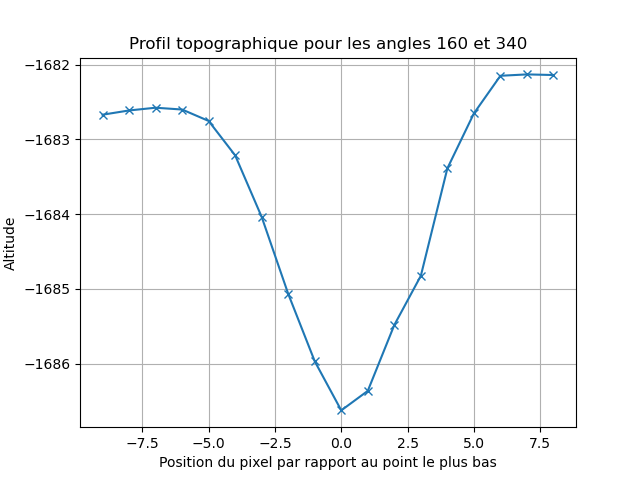 Profil topographique pour les angles 160 et 340
−1682
−1683
−1684
−1685
−1686
Altitude
−7.5 −5.0 −2.5 0.0 2.5 5.0 7.5
Position du pixel par rapport au point le plus bas